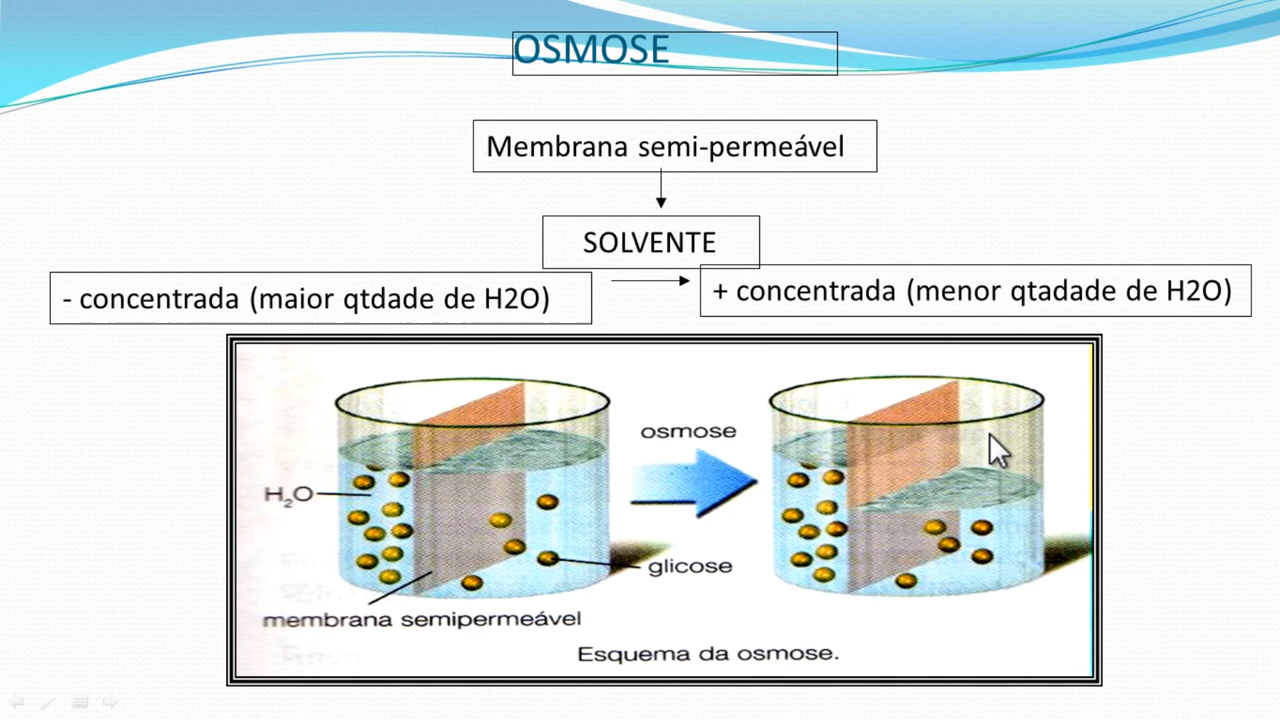 OSMOSE
Membrana semi-permeável
SOLVENTE
- concentrada (maior qtdade de H2O)
+ concentrada (menor qtadade de H2O)
osmose
H₂O
glicose
membrana semipermeável
Esquema da osmose.